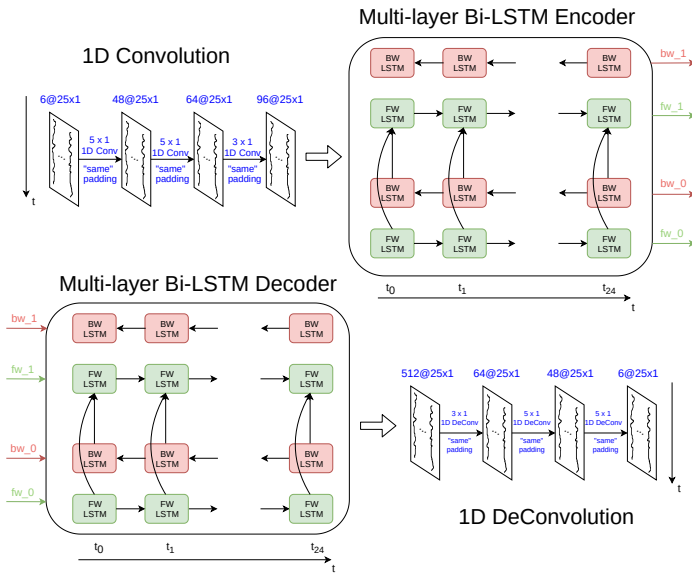 Multi-layer Bi-LSTM Encoder
1D Convolution
6@25x1 48@25x1 64@25x1 96@25x1
5 x 1
1D Conv
"same"
padding
5 x 1
1D Conv
"same"
padding
3 x 1
1D Conv
"same"
padding
t
BW
LSTM
BW
LSTM
BW
LSTM
bw_1
FW
LSTM
FW
LSTM
FW
LSTM
fw_1
BW
LSTM
BW
LSTM
BW
LSTM
bw_0
FW
LSTM
FW
LSTM
FW
LSTM
fw_0
t0 t1 t24
t
Multi-layer Bi-LSTM Decoder
bw_1
BW
LSTM
BW
LSTM
BW
LSTM
fw_1
FW
LSTM
FW
LSTM
FW
LSTM
bw_0
BW
LSTM
BW
LSTM
BW
LSTM
fw_0
FW
LSTM
FW
LSTM
FW
LSTM
t0 t1 t24
t
512@25x1 64@25x1 48@25x1 6@25x1
3 x 1
1D DeConv
"same"
padding
5 x 1
1D DeConv
"same"
padding
5 x 1
1D DeConv
"same"
padding
t
1D DeConvolution